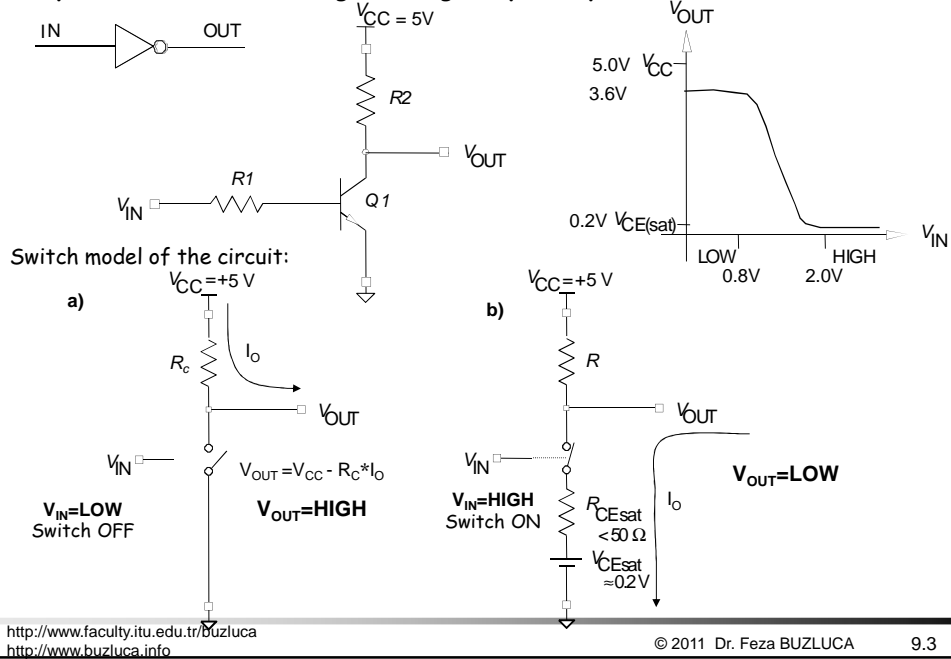 IN
OUT
VCC = 5V
R2
VOUT
R1
VIN
Q1
VOUT
5.0V VCC
3.6V
0.2V VCE(sat)
VIN
LOW
HIGH
0.8V
2.0V
Switch model of the circuit:
a)
VCC=+5 V
Rc
IO
VOUT
VIN
VOUT=VCC - RC*IO
VIN=LOW
Switch OFF
VOUT=HIGH
b)
VCC=+5 V
R
VOUT
VIN
VIN=HIGH
Switch ON
RCEsat
<50 Ω
VCEsat
≈0.2V
IO
VOUT=LOW
http://www.faculty.itu.edu.tr/buzluca
http://www.buzluca.info
© 2011 Dr. Feza BUZLUCA
9.3